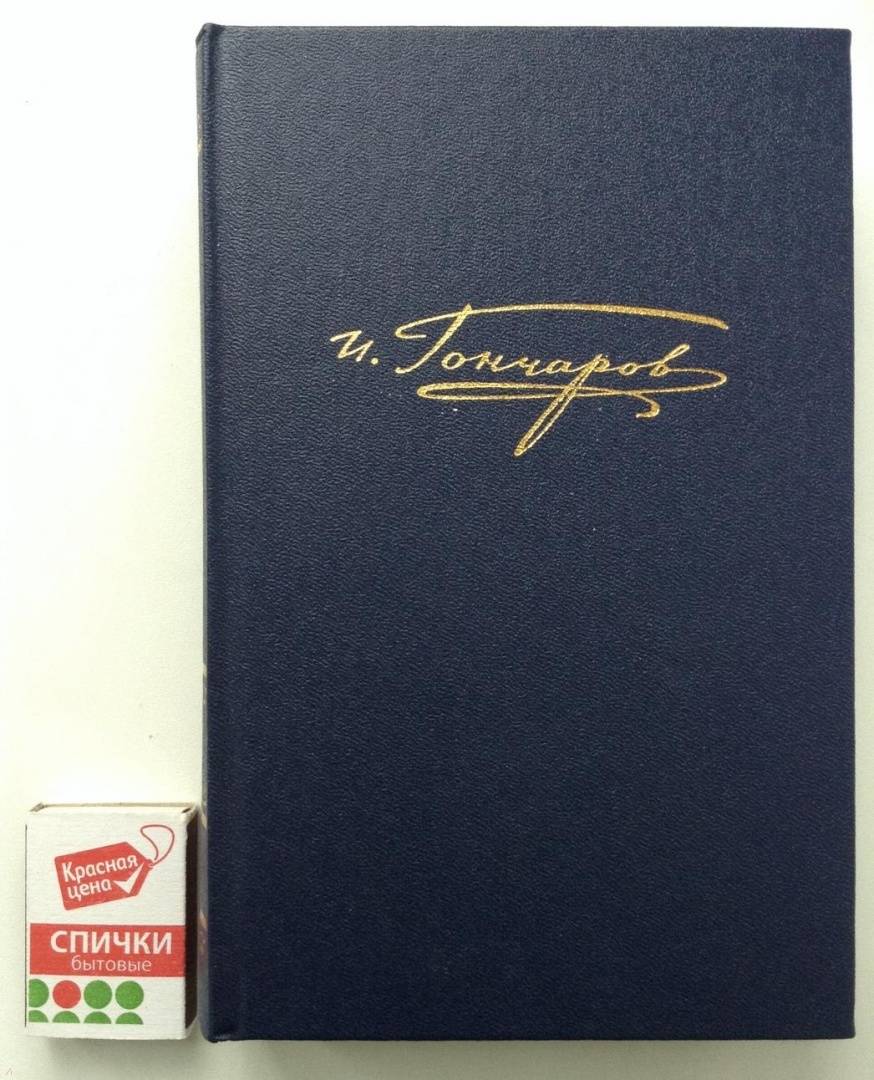 И. Гончаров
Красная
цена
СПИЧКИ
бытовые